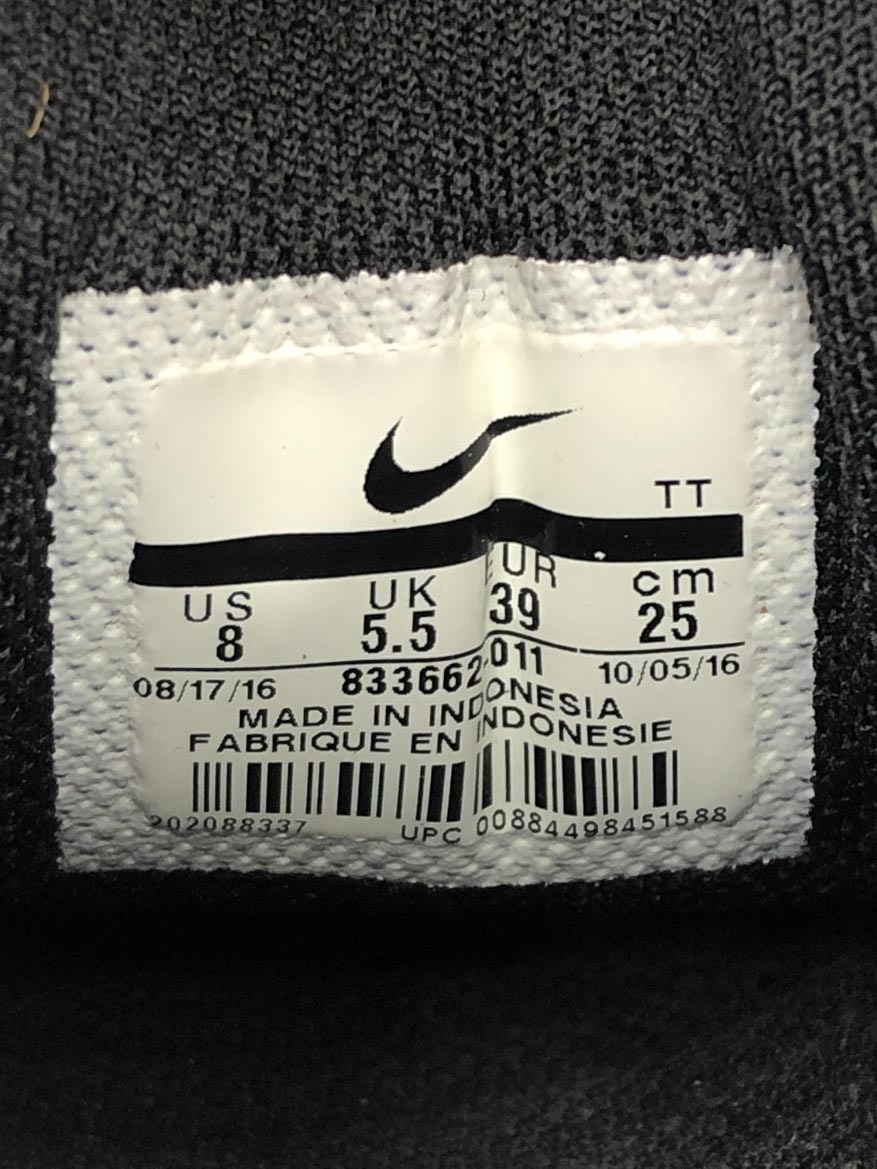 TT
US UK EUR cm
8 5.5 39 25
08/17/16 833662-011 10/05/16
MADE IN INDONESIA
FABRIQUE EN INDONESIE
202088337 UPC 00884498451588